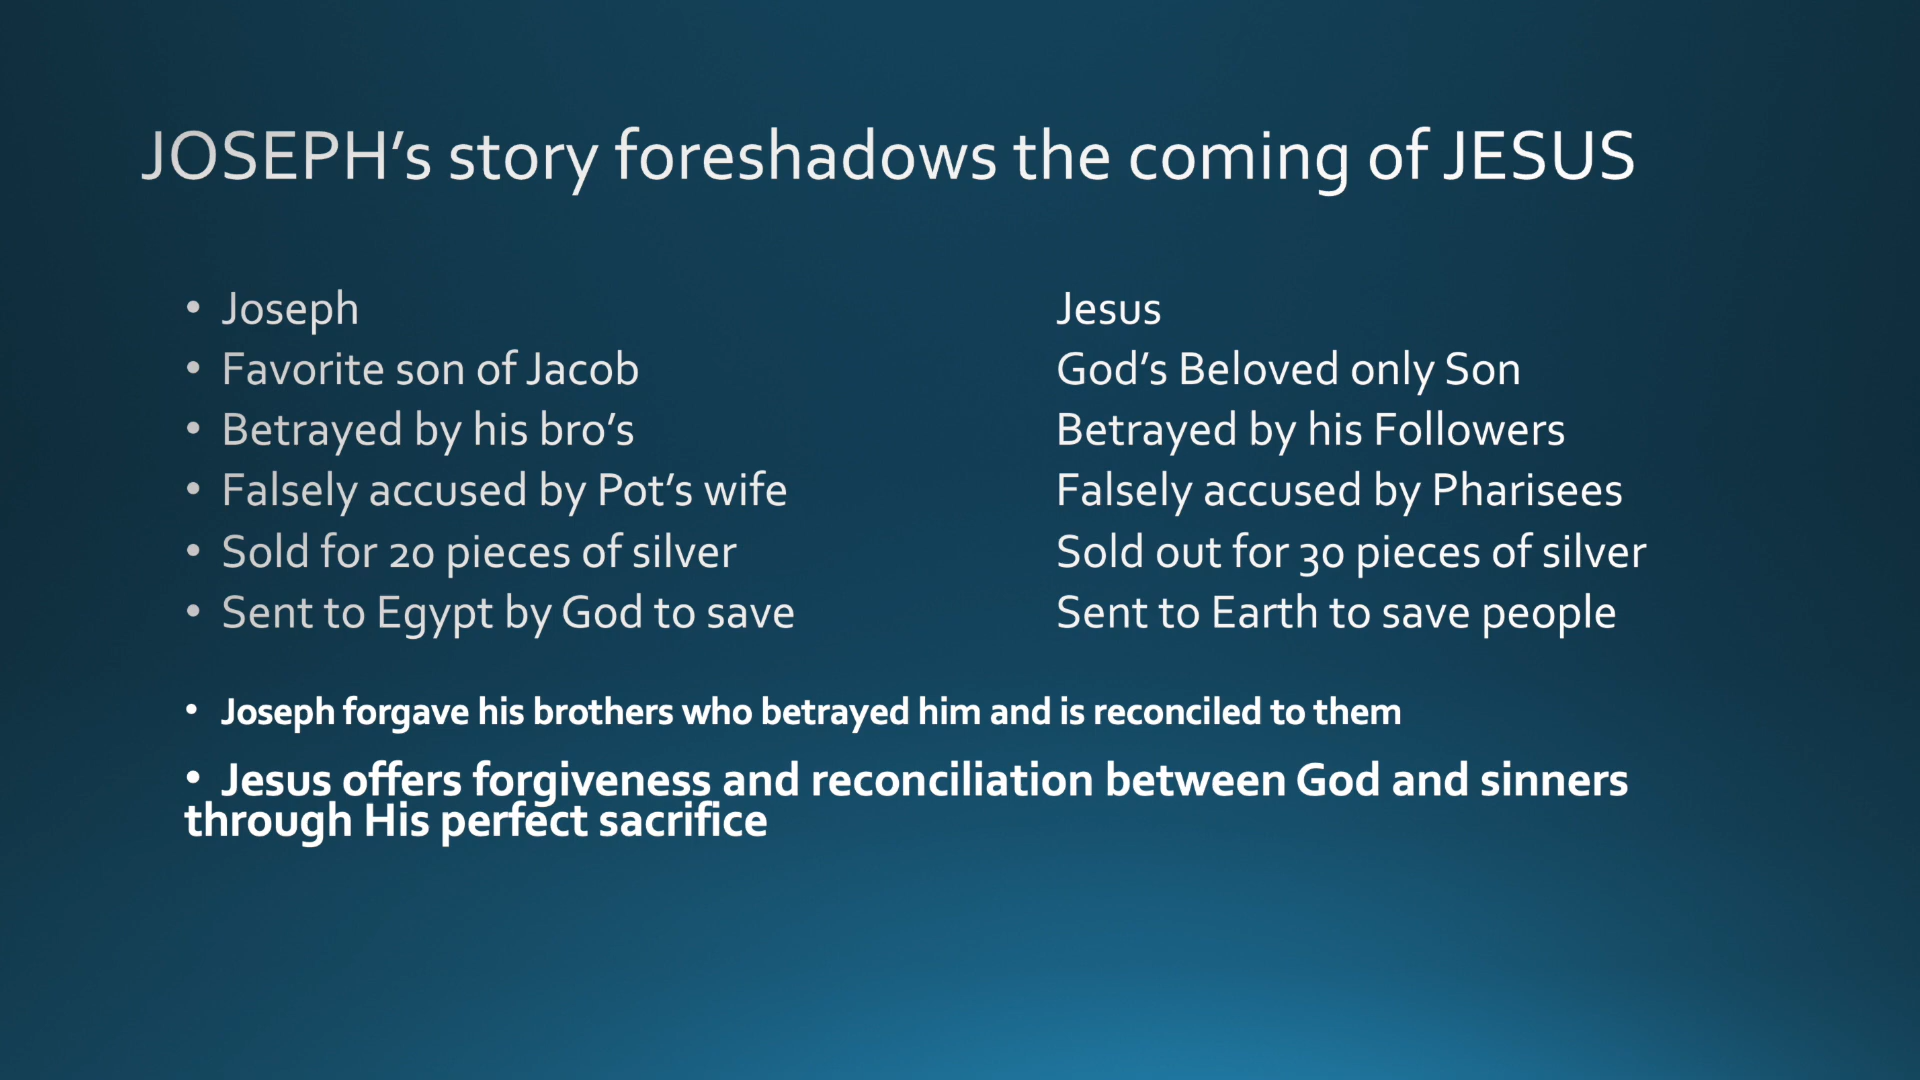 JOSEPH’s story foreshadows the coming of JESUS
• Joseph Jesus
• Favorite son of Jacob God’s Beloved only Son
• Betrayed by his bro’s Betrayed by his Followers
• Falsely accused by Pot’s wife Falsely accused by Pharisees
• Sold for 20 pieces of silver Sold out for 30 pieces of silver
• Sent to Egypt by God to save Sent to Earth to save people
• Joseph forgave his brothers who betrayed him and is reconciled to them
• Jesus offers forgiveness and reconciliation between God and sinners
through His perfect sacrifice